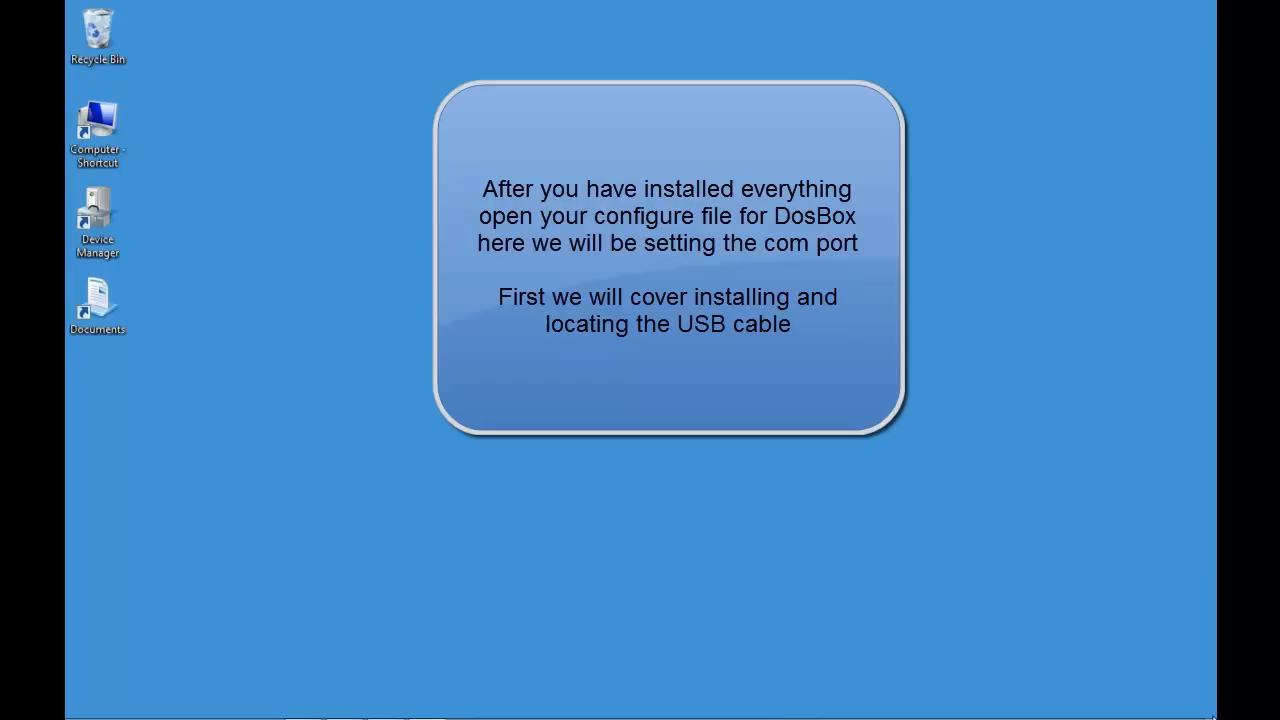 Recycle Bin
Computer -
Shortcut
Device
Manager
Documents
After you have installed everything
open your configure file for DosBox
here we will be setting the com port
First we will cover installing and
locating the USB cable